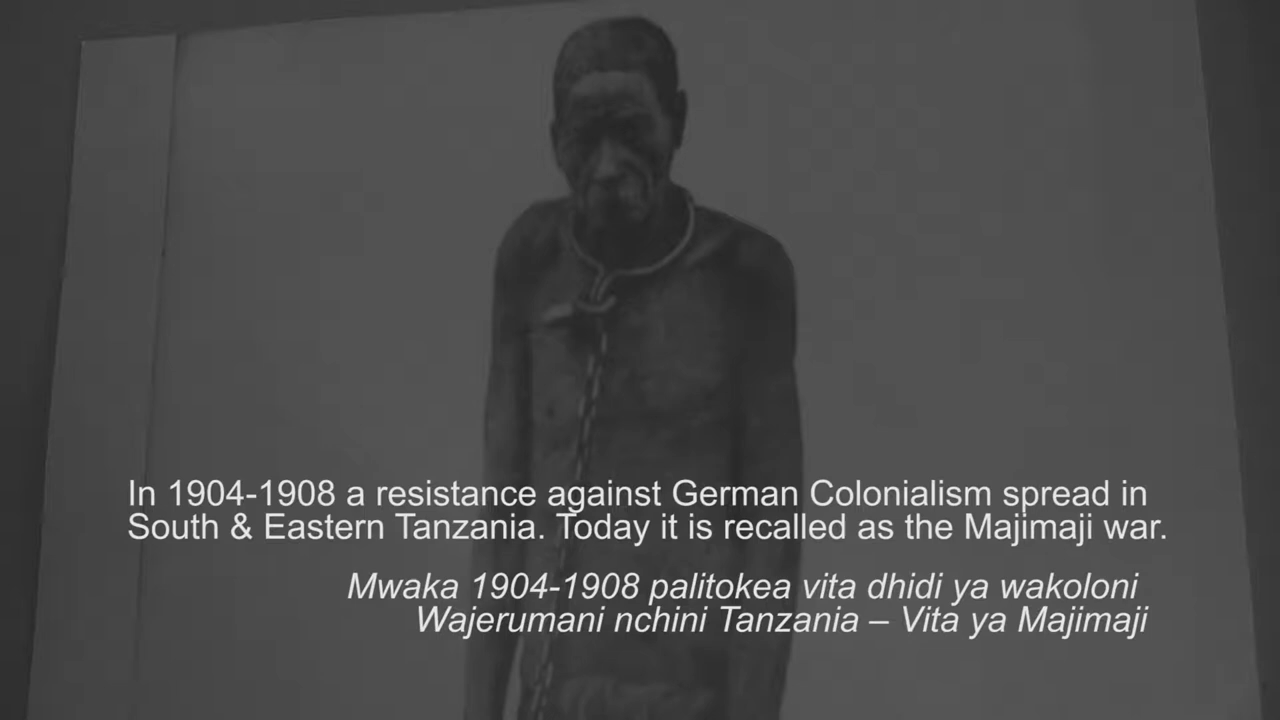 In 1904-1908 a resistance against German Colonialism spread in
South & Eastern Tanzania. Today it is recalled as the Majimaji war.
Mwaka 1904-1908 palitokea vita dhidi ya wakoloni
Wajerumani nchini Tanzania – Vita ya Majimaji